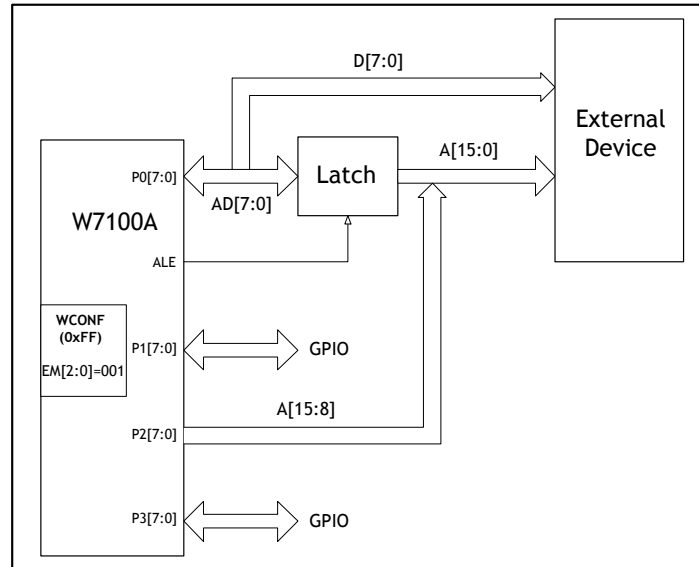 D[7:0]
External
Device
A[15:0]
P0[7:0]
Latch
AD[7:0]
W7100A
ALE
WCONF
(0xFF)
EM[2:0]=001
P1[7:0]
GPIO
A[15:8]
P2[7:0]
P3[7:0]
GPIO